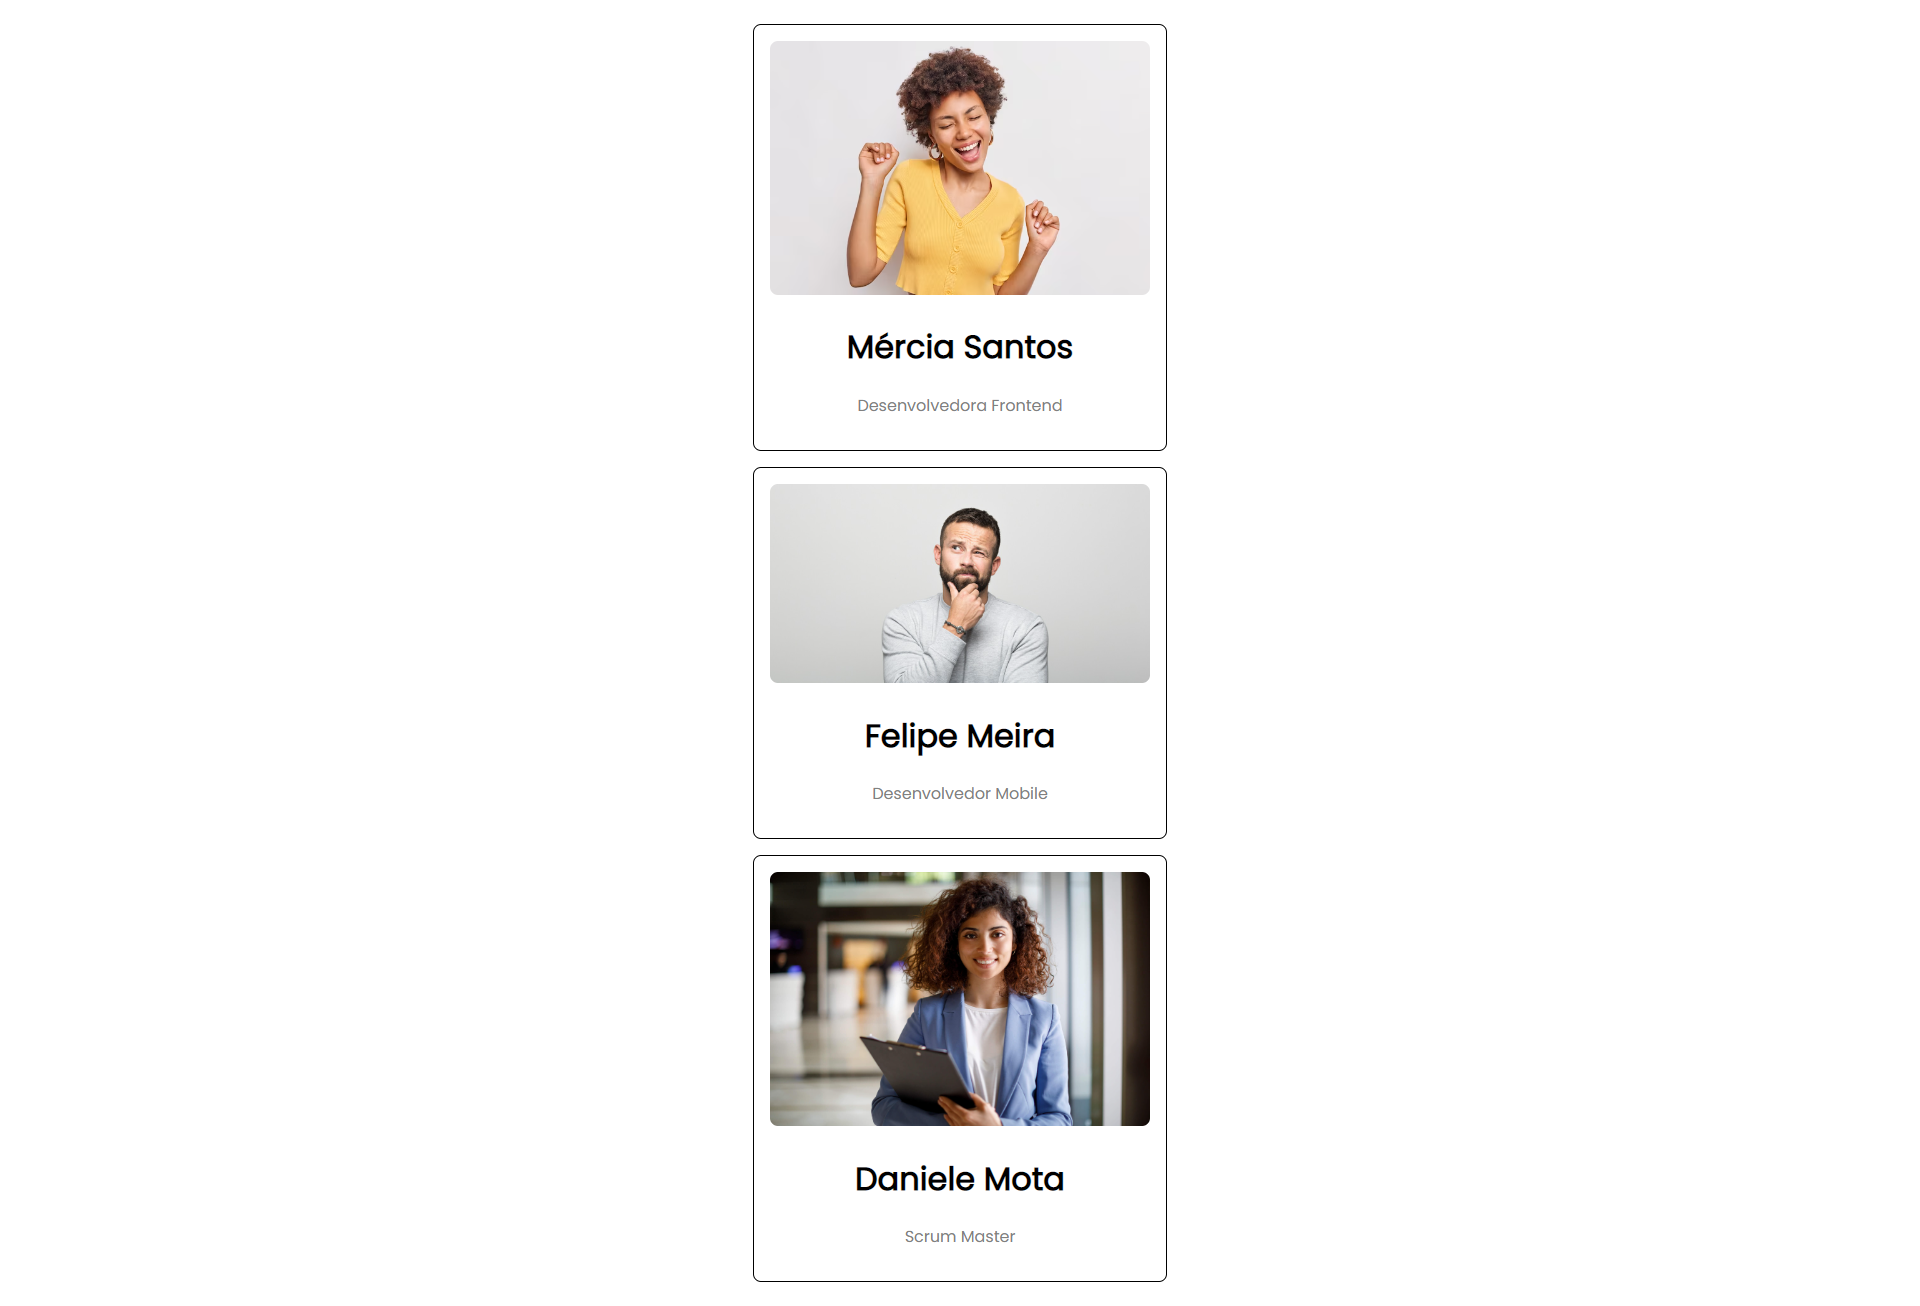 Mércia Santos
Desenvolvedora Frontend
Felipe Meira
Desenvolvedor Mobile
Daniele Mota
Scrum Master